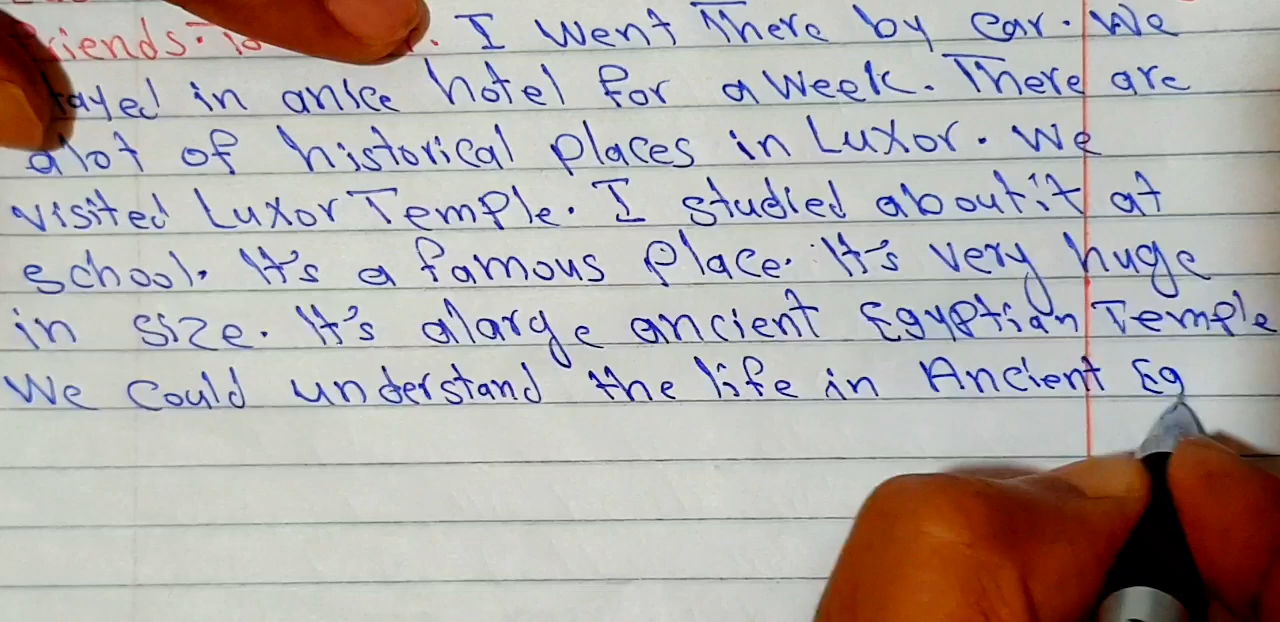 riends. I went There by car. We
tayed in anice hotel for a week. There are
alot of historical places in Luxor. We
visited Luxor Temple. I studied about it at
school. It's a famous place. It's very huge
in size. It's alarge ancient Egyptian Temple
We could understand the life in Ancient Eg